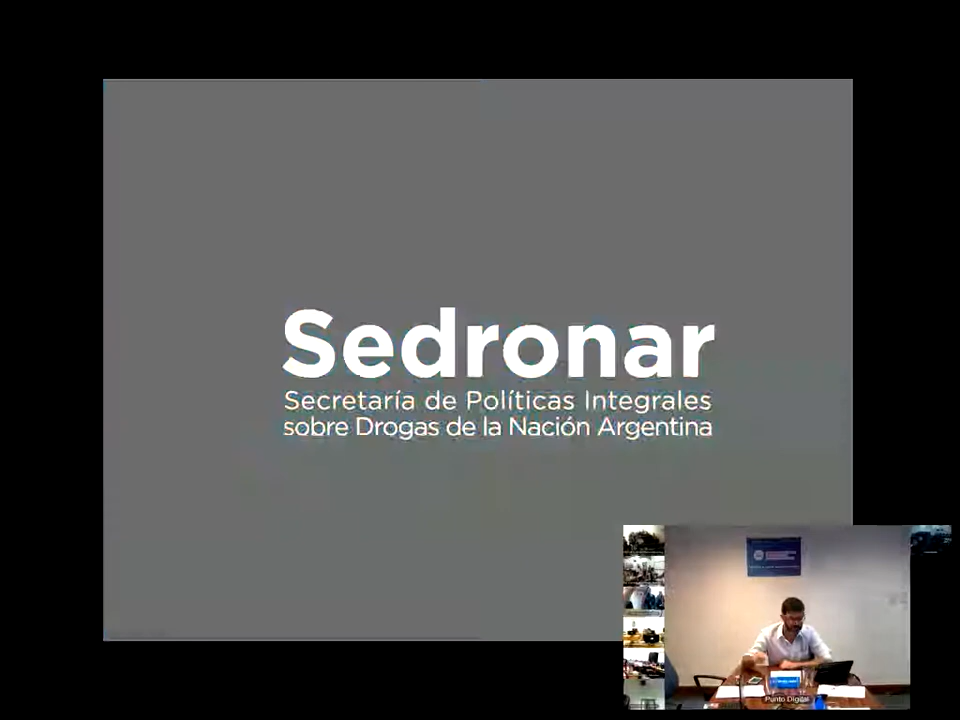 Sedronar
Secretaría de Políticas Integrales
sobre Drogas de la Nación Argentina
Punto Digital